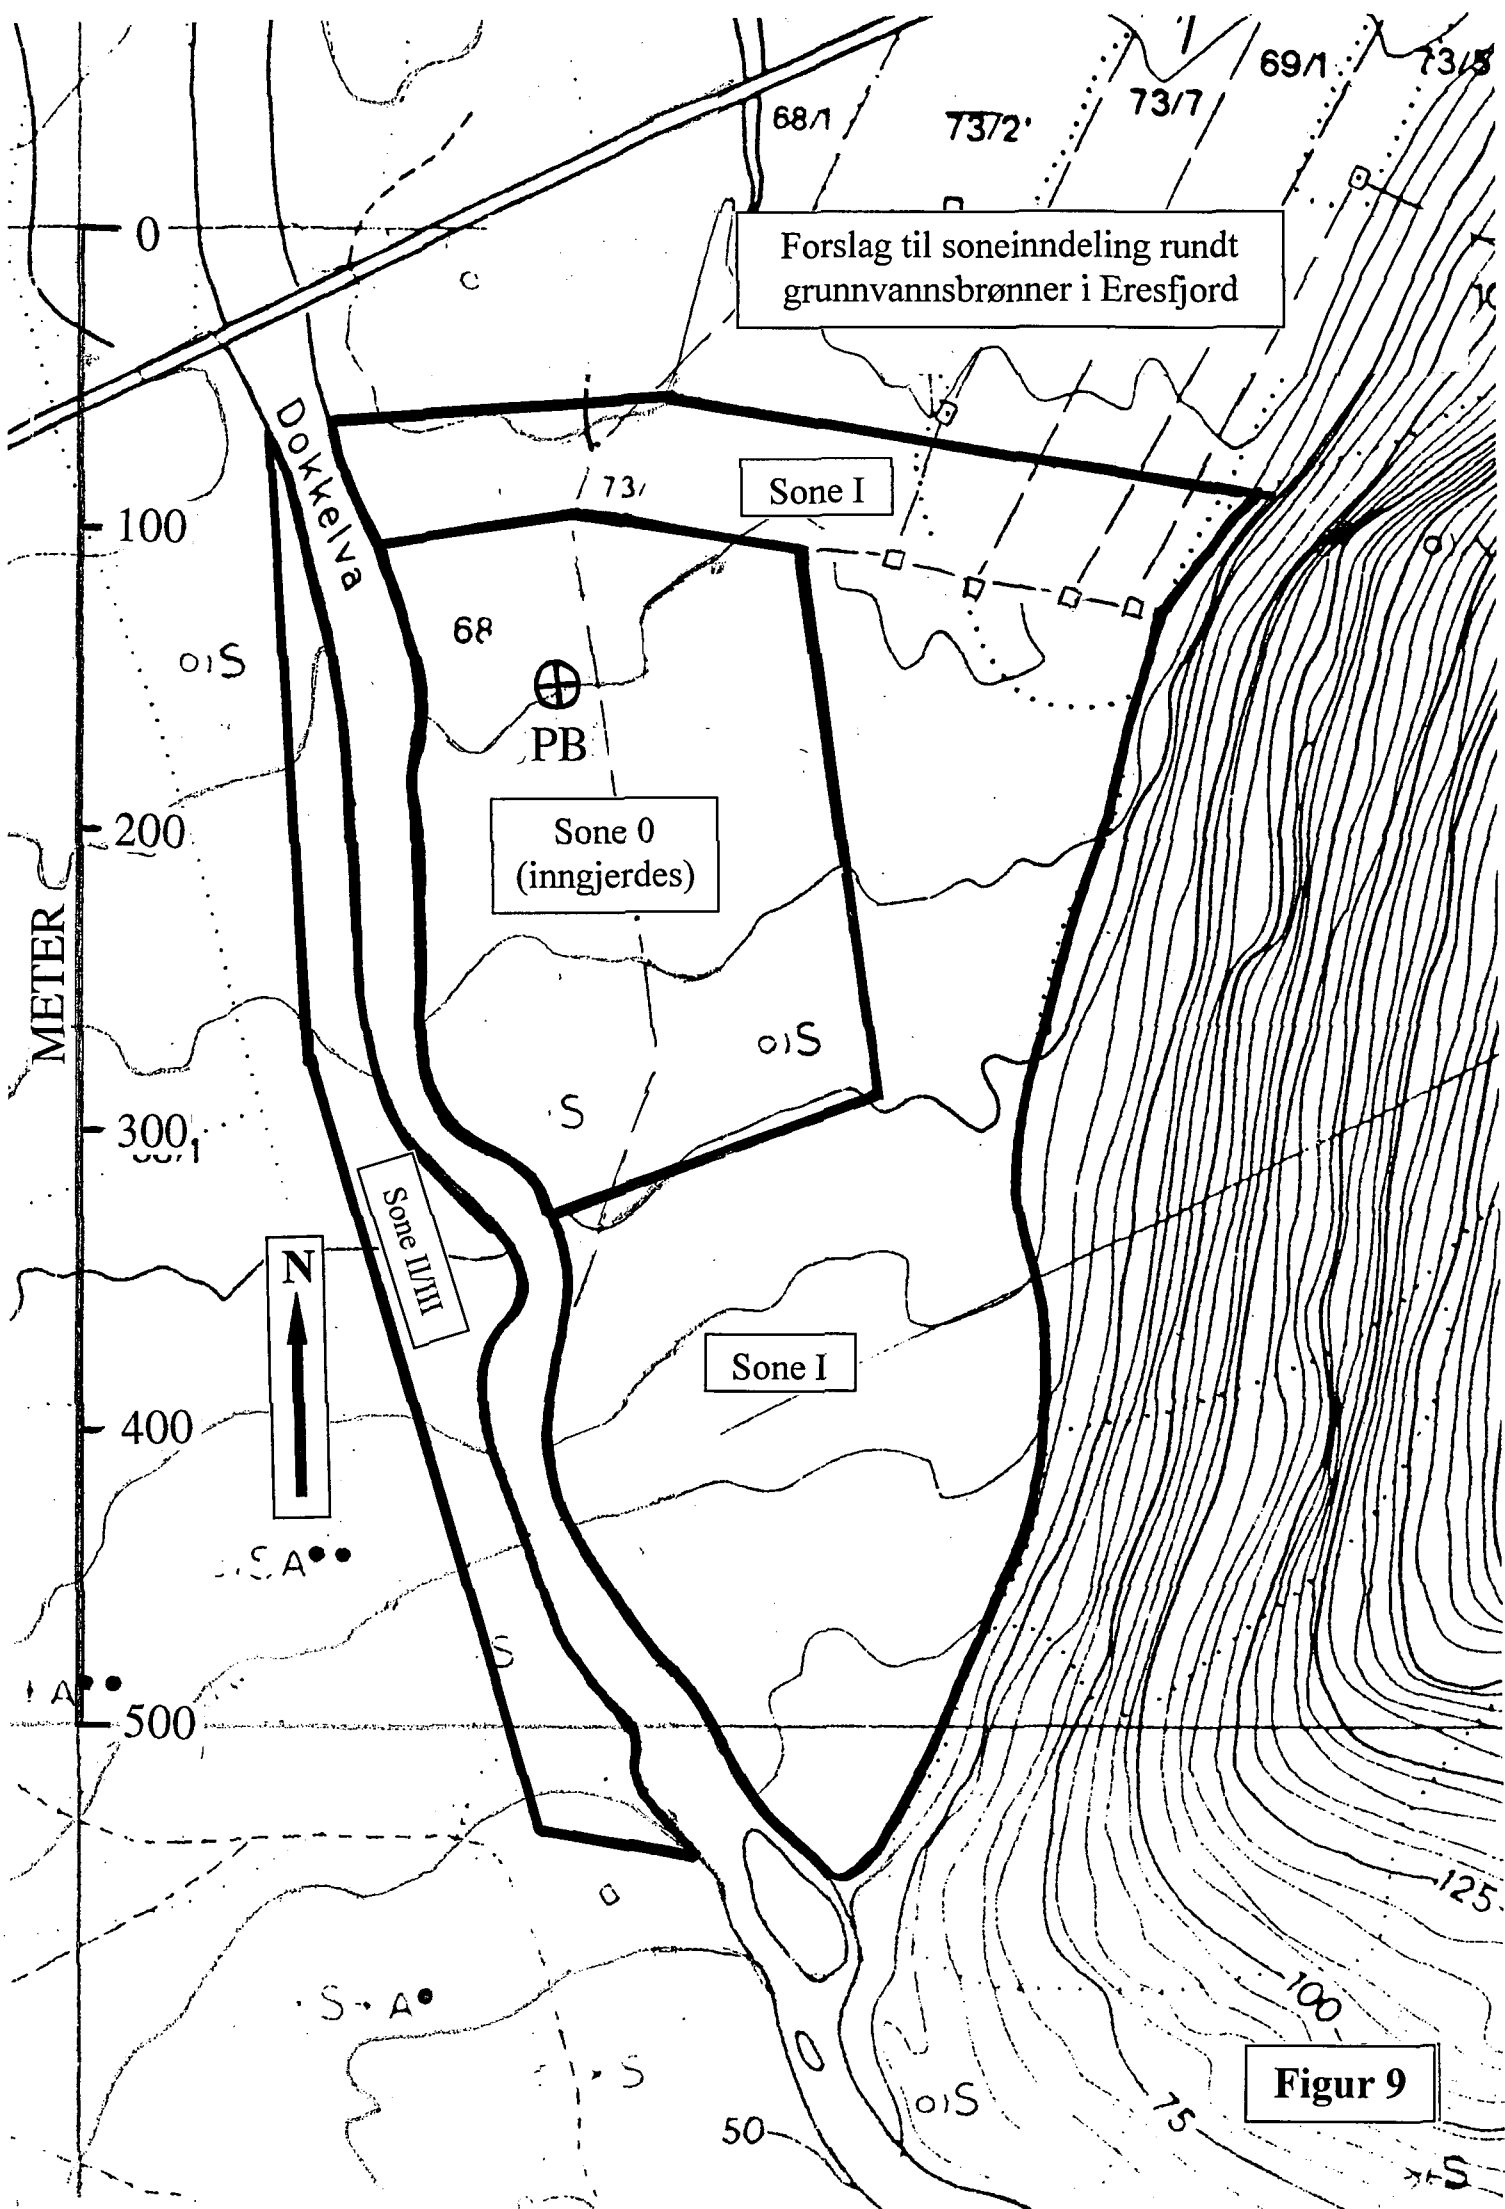 69/1
73/5
73/7
68/1
73/2
0
Forslag til soneinndeling rundt
grunnvannsbrønner i Eresfjord
Dokkelva
73/
Sone I
100
68
S
PB
200
Sone 0
(inngjerdes)
METER
S
S
300
Sone II/III
N
Sone I
400
S A
S
A
500
125
S A
100
S
Figur 9
S
75
50
S